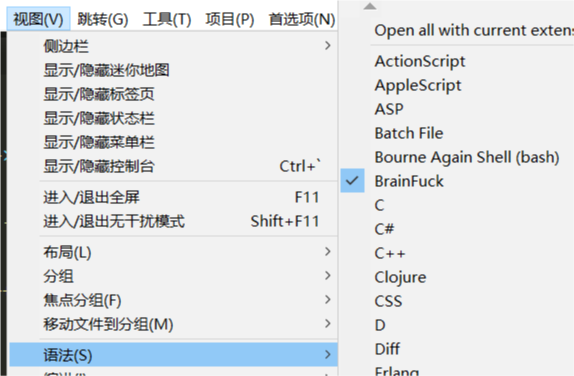 视图(V) 跳转(G) 工具(T) 项目(P) 首选项(N)
侧边栏
显示/隐藏迷你地图
显示/隐藏标签页
显示/隐藏状态栏
显示/隐藏菜单栏
显示/隐藏控制台 Ctrl+`
进入/退出全屏 F11
进入/退出无干扰模式 Shift+F11
布局(L)
分组
焦点分组(F)
移动文件到分组(M)
语法(S)
Open all with current extens
ActionScript
AppleScript
ASP
Batch File
Bourne Again Shell (bash)
BrainFuck
C
C#
C++
Clojure
CSS
D
Diff
Erlang